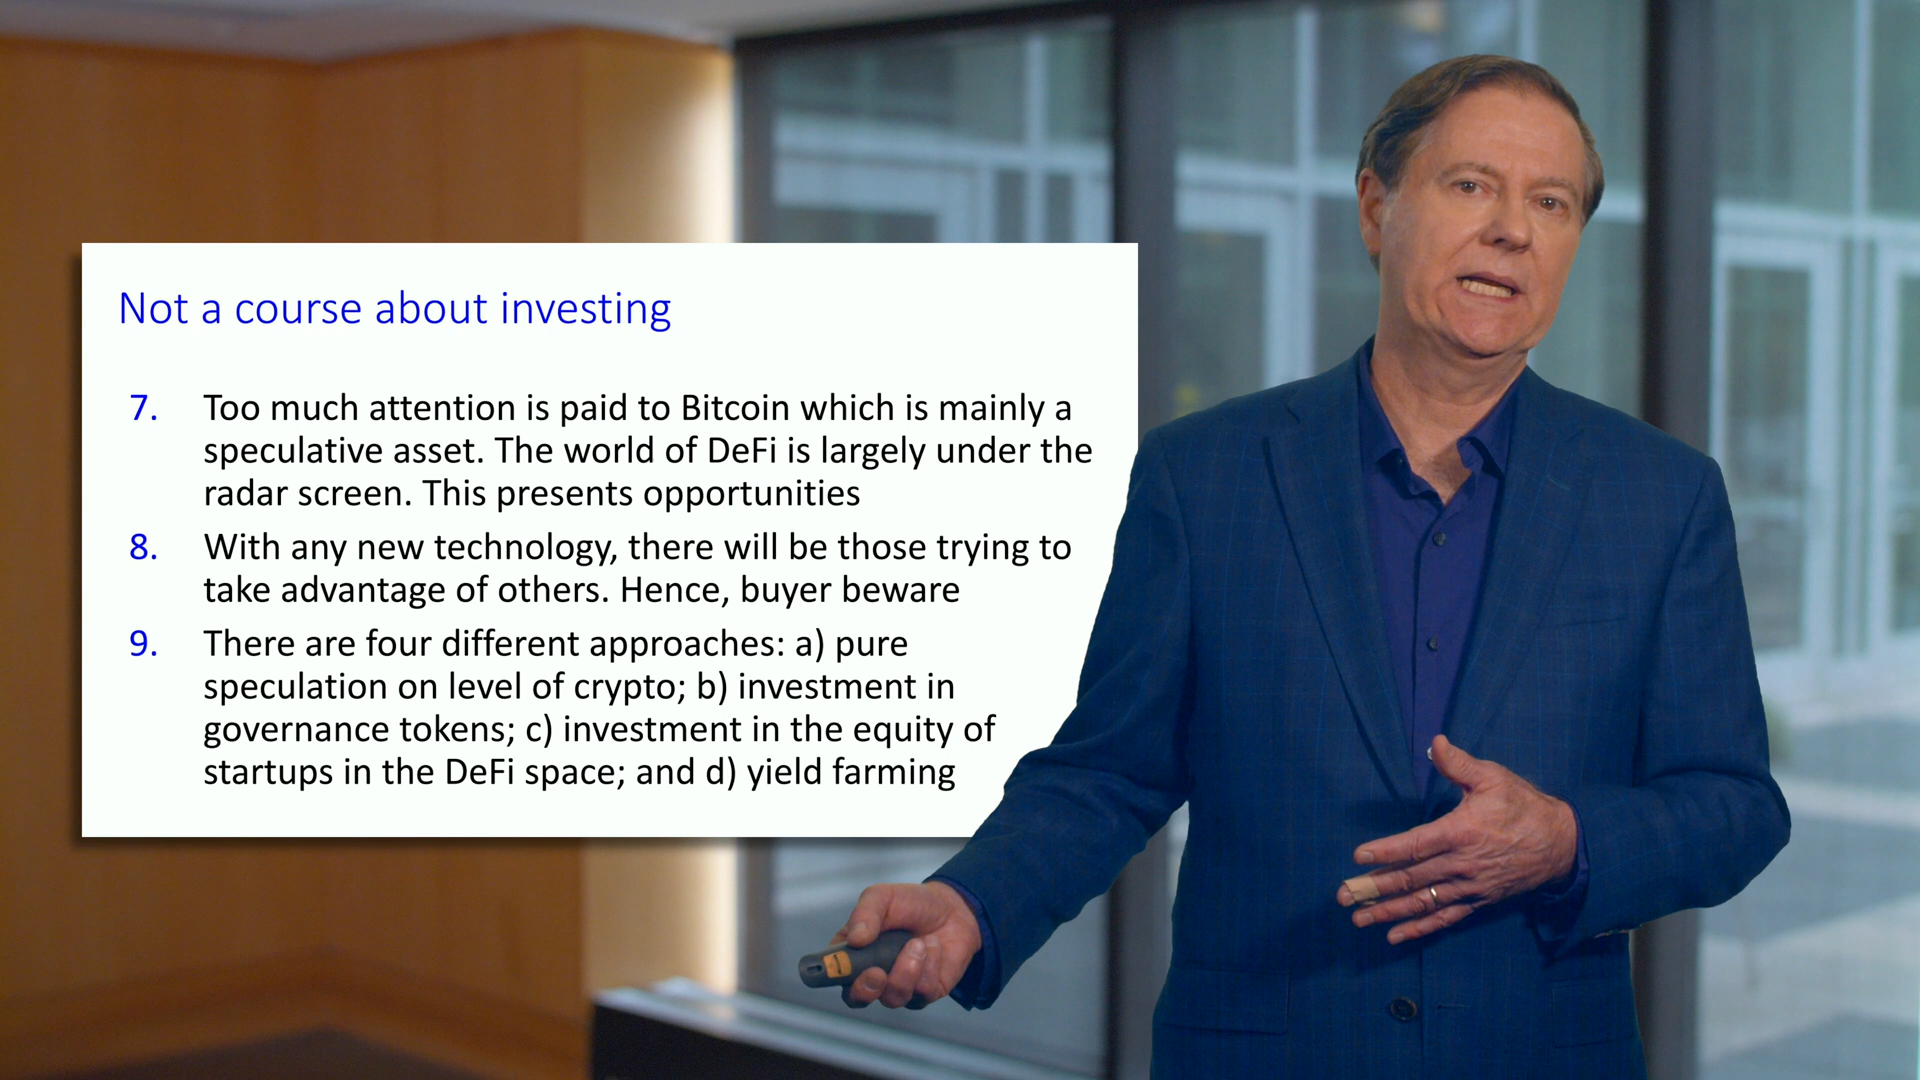 Not a course about investing
7. Too much attention is paid to Bitcoin which is mainly a
speculative asset. The world of DeFi is largely under the
radar screen. This presents opportunities
8. With any new technology, there will be those trying to
take advantage of others. Hence, buyer beware
9. There are four different approaches: a) pure
speculation on level of crypto; b) investment in
governance tokens; c) investment in the equity of
startups in the DeFi space; and d) yield farming